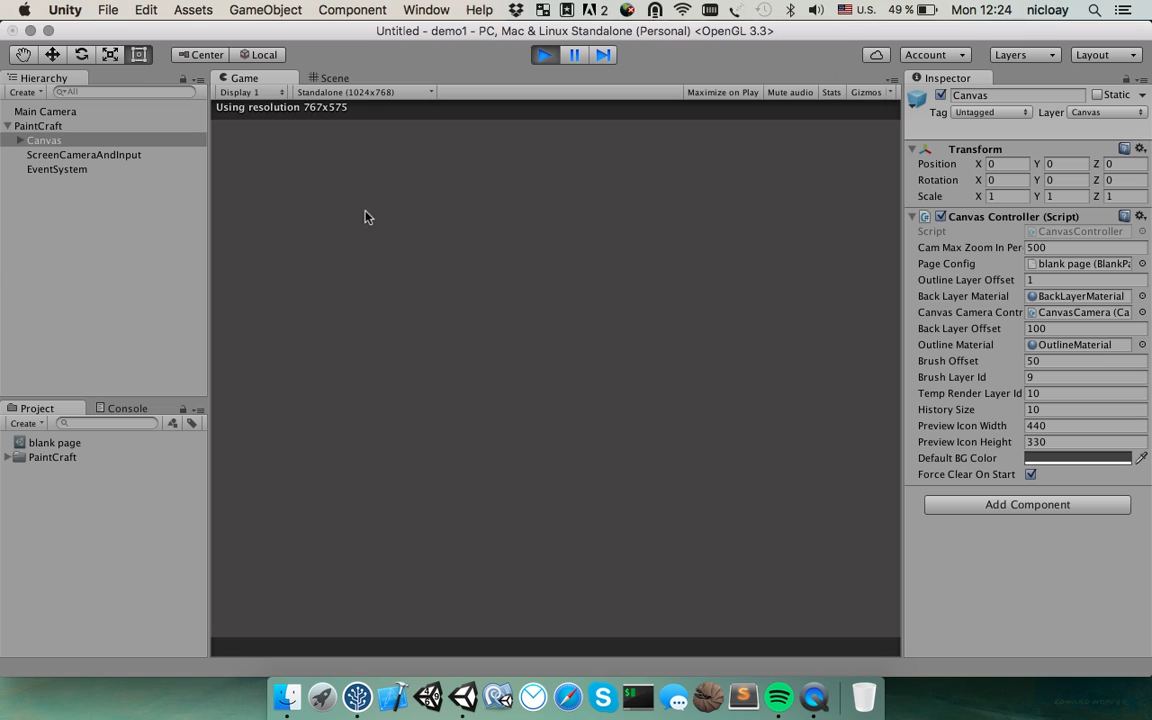 Unity File Edit Assets GameObject Component Window Help A 2 U.S. 49% Mon 12:24 nicloay
Untitled - demo1 - PC, Mac & Linux Standalone (Personal) <OpenGL 3.3>
Center Local Account Layers Layout
Hierarchy
Create All
Main Camera
PaintCraft
Canvas
ScreenCameraAndInput
EventSystem
Project Console
Create
blank page
PaintCraft
Game Scene
Display 1 Standalone (1024x768) Maximize on Play Mute audio Stats Gizmos
Using resolution 767x575
Inspector
Canvas Static
Tag Untagged Layer Canvas
Transform
Position X 0 Y 0 Z 0
Rotation X 0 Y 0 Z 0
Scale X 1 Y 1 Z 1
Canvas Controller (Script)
Script CanvasController
Cam Max Zoom In Per 500
Page Config blank page (BlankPa
Outline Layer Offset 1
Back Layer Material BackLayerMaterial
Canvas Camera Contr CanvasCamera (Ca
Back Layer Offset 100
Outline Material OutlineMaterial
Brush Offset 50
Brush Layer Id 9
Temp Render Layer Id 10
History Size 10
Preview Icon Width 440
Preview Icon Height 330
Default BG Color
Force Clear On Start
Add Component